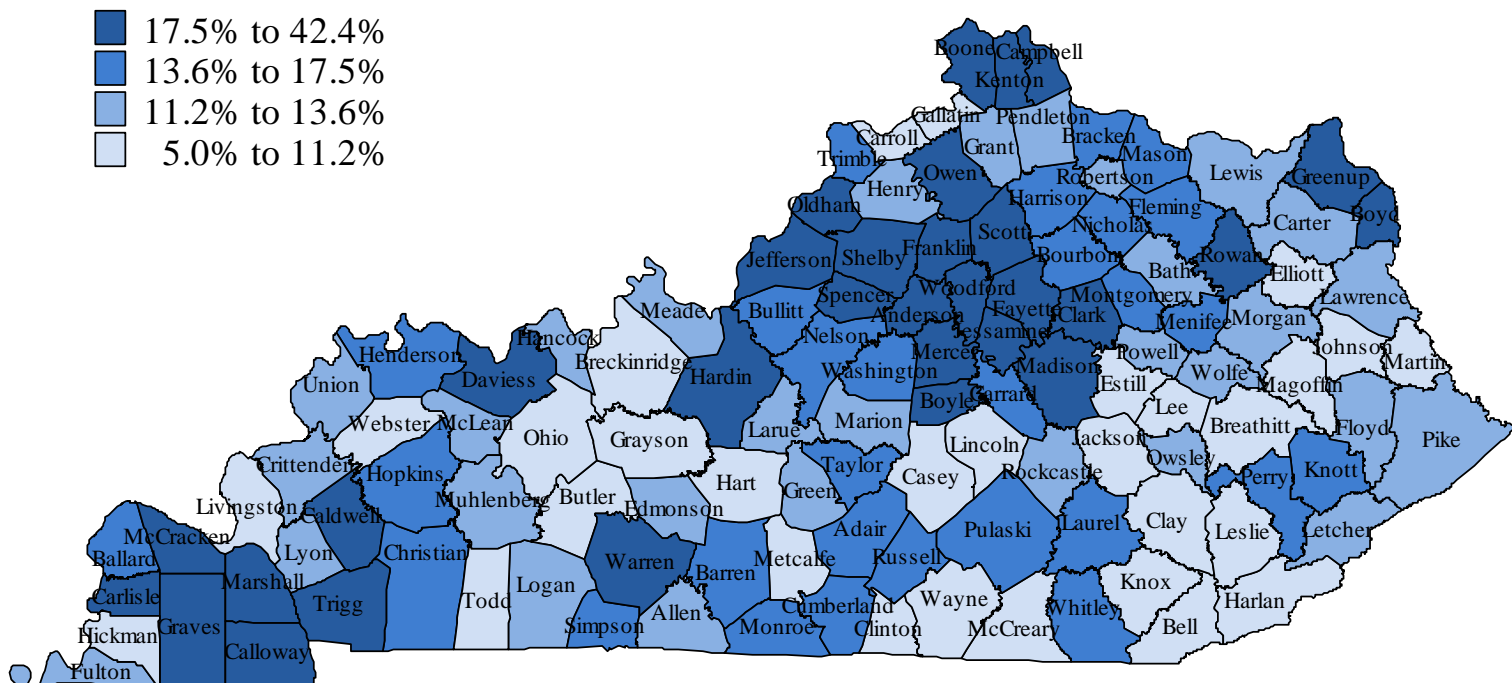 17.5% to 42.4%
13.6% to 17.5%
11.2% to 13.6%
5.0% to 11.2%
Boone
Campbell
Kenton
Gallatin
Pendleton
Carroll
Bracken
Grant
Trimble
Mason
Owen
Robertson
Lewis
Greenup
Henry
Harrison
Oldham
Fleming
Boyd
Nicholas
Carter
Scott
Franklin
Jefferson
Shelby
Bourbon
Rowan
Bath
Elliott
Woodford
Spencer
Montgomery
Lawrence
Meade
Bullitt
Anderson
Fayette
Clark
Menifee
Morgan
Hancock
Nelson
essamine
Henderson
Breckinridge
Mercer
Powell
Johnson
Martin
Daviess
Hardin
Washington
Madison
Wolfe
Union
Estill
Magoffin
Boyle
Garrard
Lee
Webster
McLean
Ohio
Grayson
Larue
Marion
Lincoln
Jackson
Breathitt
Floyd
Pike
Crittenden
Hopkins
Taylor
Casey
Rockcastle
Owsley
Perry
Knott
Livingston
Muhlenberg
Butler
Hart
Green
Edmonson
Caldwell
McCracken
Adair
Pulaski
Laurel
Clay
Leslie
Letcher
Ballard
Lyon
Christian
Warren
Metcalfe
Russell
Marshall
Logan
Barren
Knox
Carlisle
Trigg
Todd
Wayne
Harlan
Cumberland
Whitley
Allen
Hickman
Graves
Simpson
Monroe
Clinton
McCreary
Bell
Calloway
Fulton